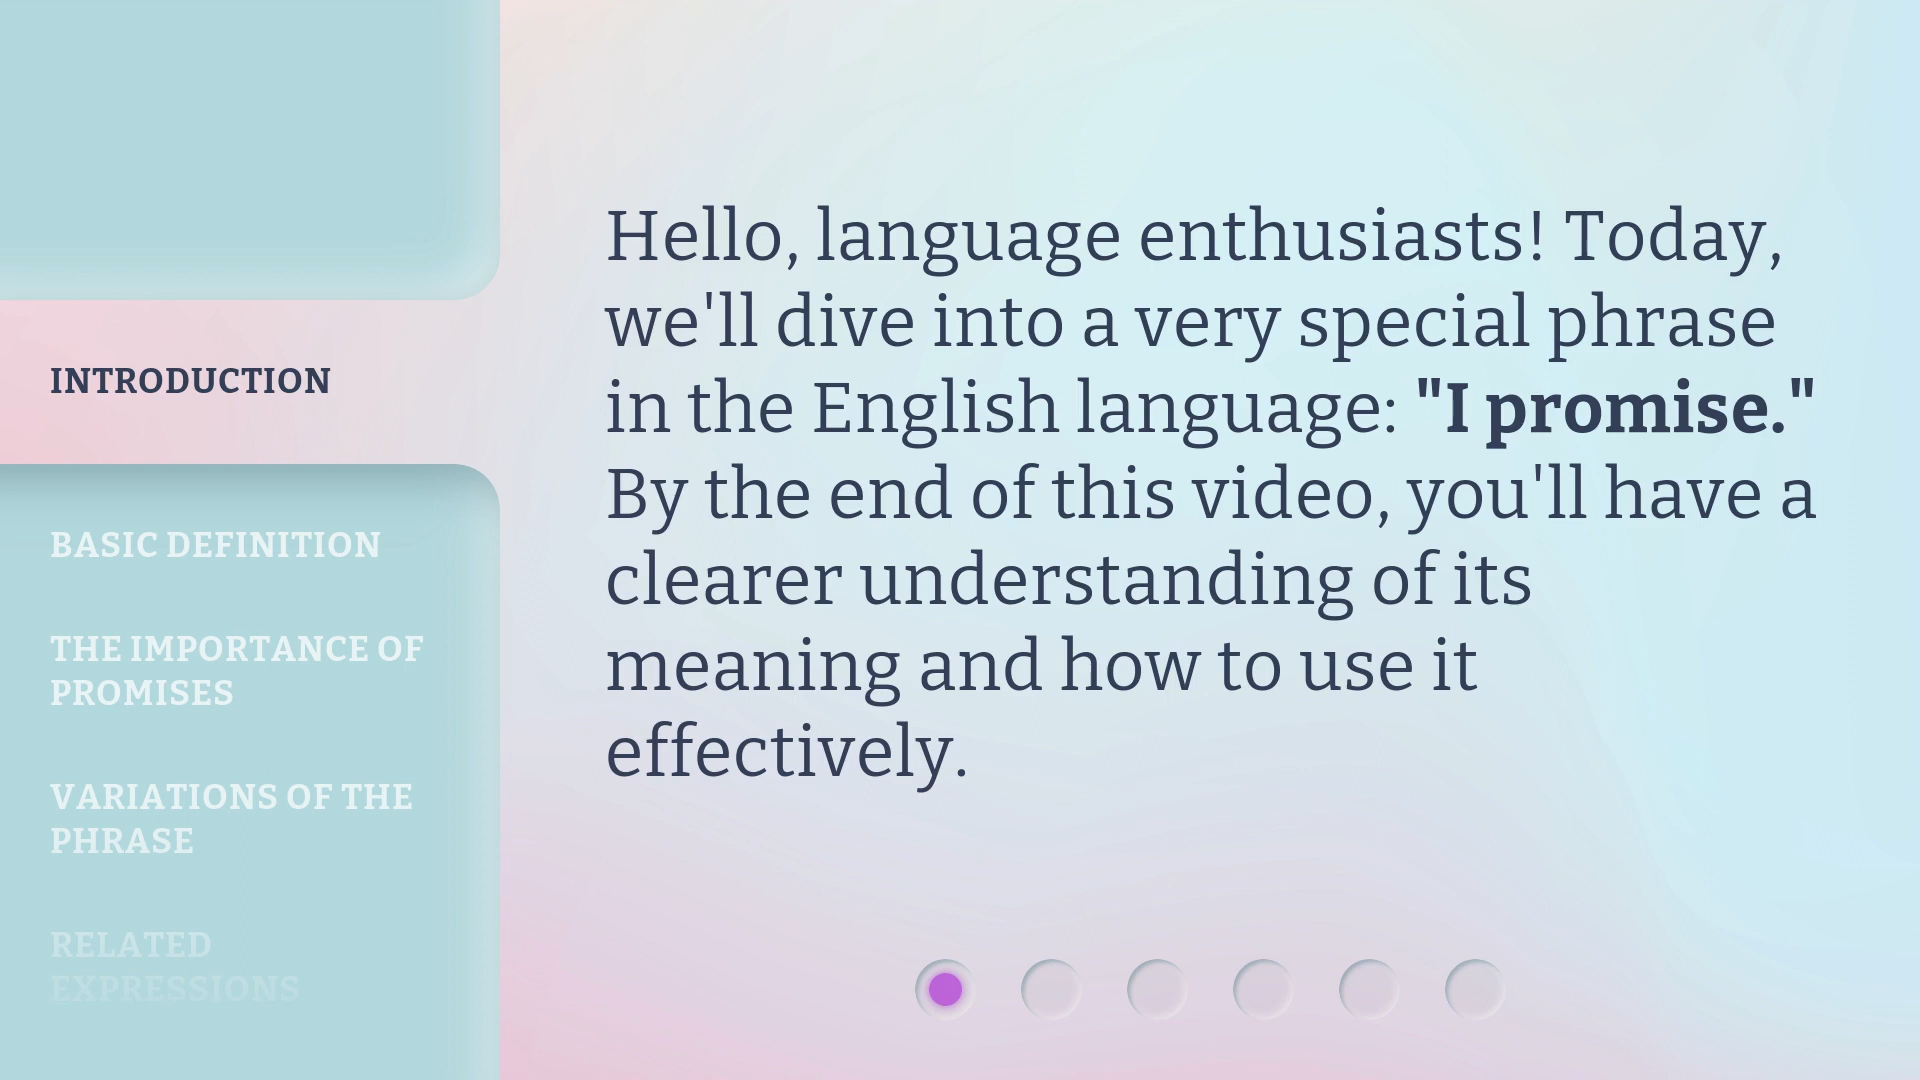 INTRODUCTION
BASIC DEFINITION
THE IMPORTANCE OF
PROMISES
VARIATIONS OF THE
PHRASE
RELATED
EXPRESSIONS
Hello, language enthusiasts! Today,
we'll dive into a very special phrase
in the English language: "I promise."
By the end of this video, you'll have a
clearer understanding of its
meaning and how to use it
effectively.